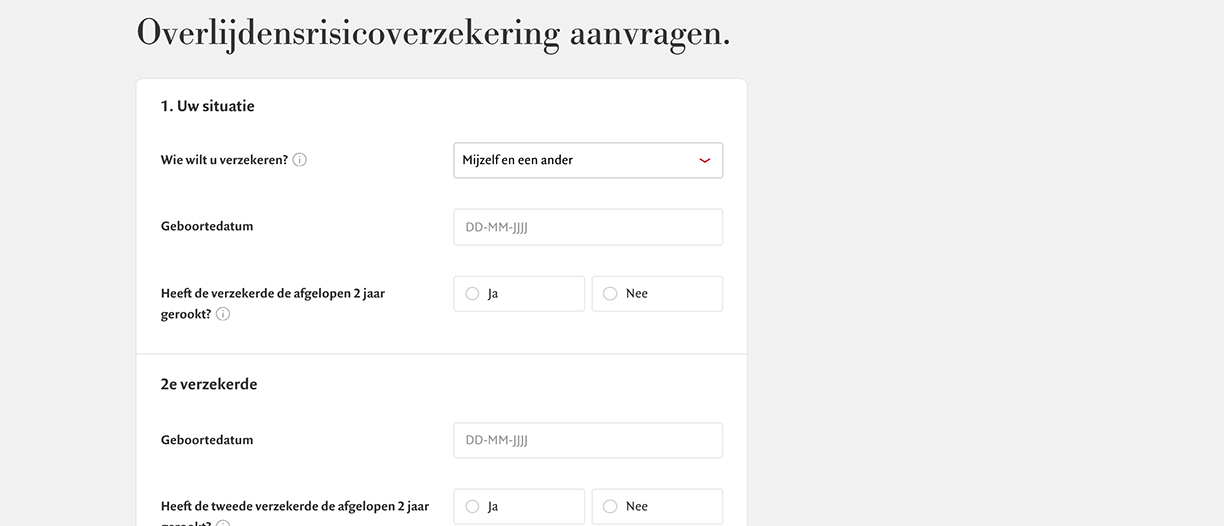 Overlijdensrisicoverzekering aanvragen.
1. Uw situatie
Wie wilt u verzekeren?
Mijzelf en een ander
Geboortedatum
DD-MM-JJJJ
Heeft de verzekerde de afgelopen 2 jaar
gerookt?
Ja
Nee
2e verzekerde
Geboortedatum
DD-MM-JJJJ
Heeft de tweede verzekerde de afgelopen 2 jaar
gerookt?
Ja
Nee